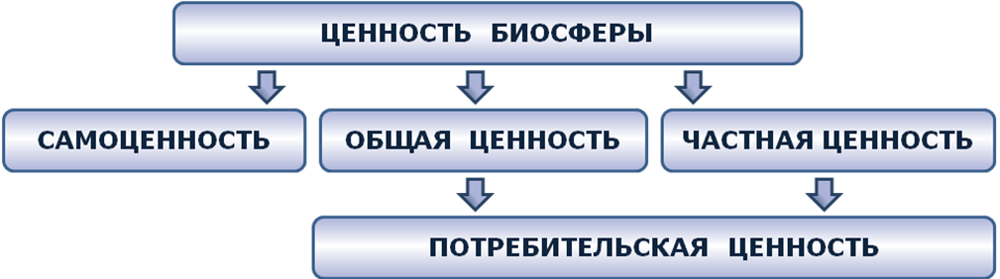 ЦЕННОСТЬ БИОСФЕРЫ
САМОЦЕННОСТЬ
ОБЩАЯ ЦЕННОСТЬ
ЧАСТНАЯ ЦЕННОСТЬ
ПОТРЕБИТЕЛЬСКАЯ ЦЕННОСТЬ